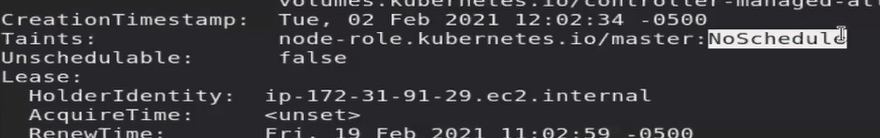 volumes.kubernetes.io/controller-managed-at
CreationTimestamp:  Tue, 02 Feb 2021 12:02:34 -0500
Taints:             node-role.kubernetes.io/master:NoSchedule
Unschedulable:      false
Lease:
  HolderIdentity:  ip-172-31-91-29.ec2.internal
  AcquireTime:     <unset>
  RenewTime:       Fri, 19 Feb 2021 11:02:59 -0500